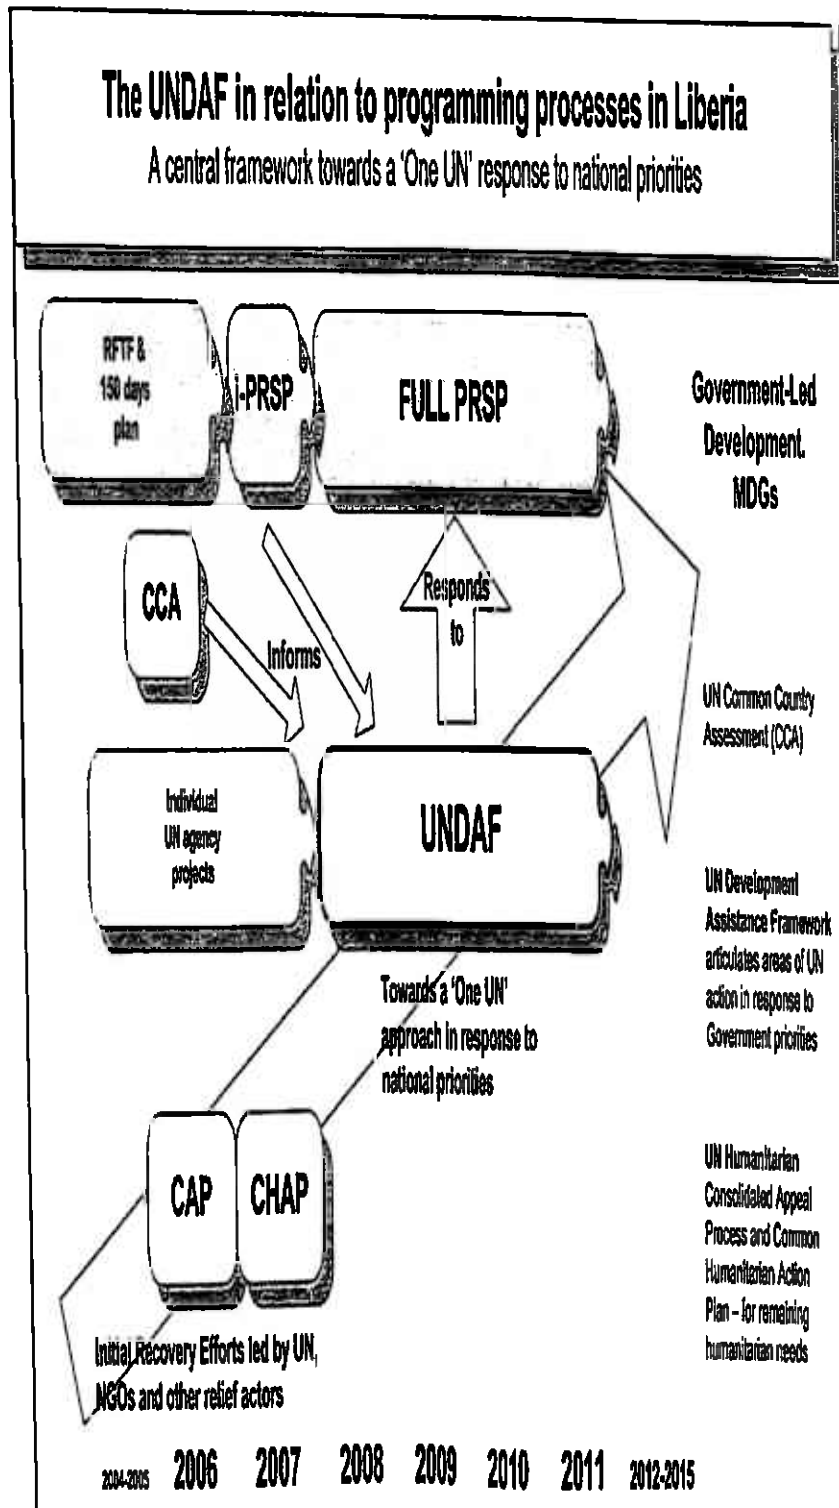 The UNDAF in relation to programming processes in Liberia
A central framework towards a 'One UN' response to national priorities
RFTF &
150 days
plan
i-PRSP
FULL PRSP
Government-Led
Development.
MDGs
CCA
Informs
Responds
to
UN Common Country
Assessment (CCA)
Individual
UN agency
projects
UNDAF
UN Development
Assistance Framework
articulates areas of UN
action in response to
Government priorities
Towards a 'One UN'
approach in response to
national priorities
CAP
CHAP
UN Humanitarian
Consolidated Appeal
Process and Common
Humanitarian Action
Plan – for remaining
humanitarian needs
Initial Recovery Efforts led by UN,
NGOs and other relief actors
2004-2005 2006 2007 2008 2009 2010 2011 2012-2015